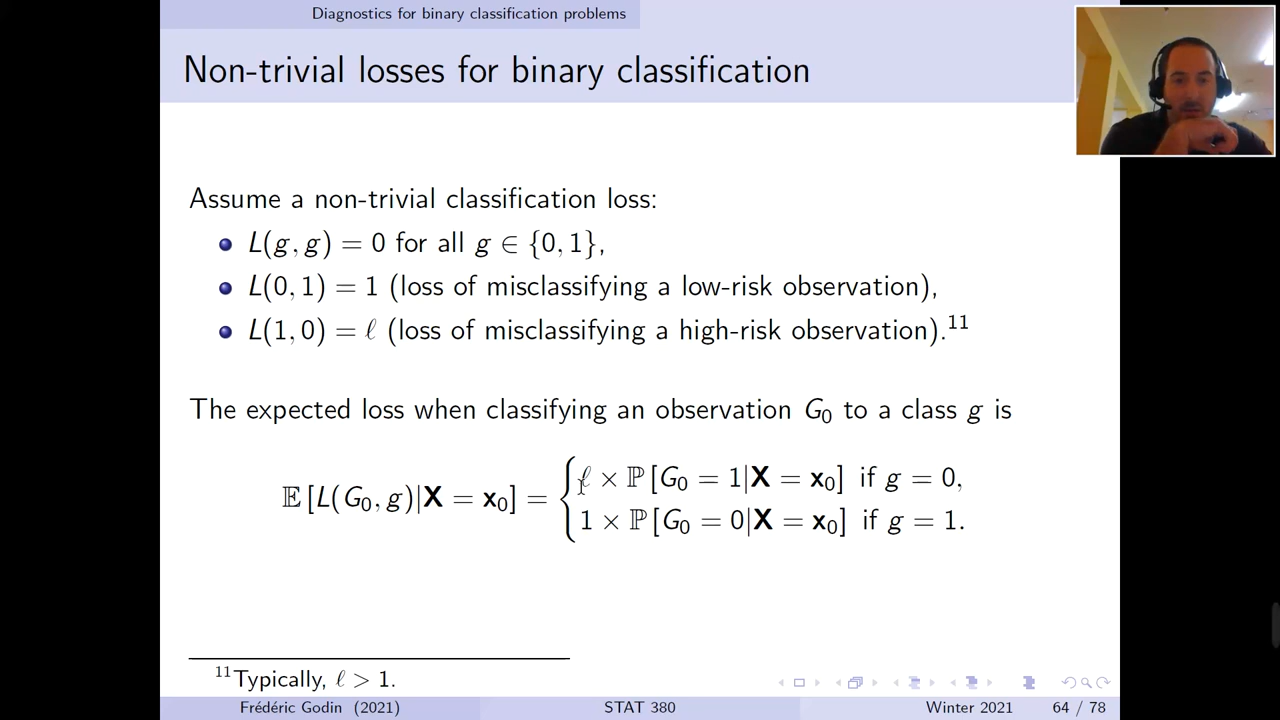 Diagnostics for binary classification problems
Non-trivial losses for binary classification
Assume a non-trivial classification loss:
L(g, g) = 0 for all g ∈ {0, 1},
L(0, 1) = 1 (loss of misclassifying a low-risk observation),
L(1, 0) = ℓ (loss of misclassifying a high-risk observation).¹¹
The expected loss when classifying an observation G₀ to a class g is
𝔼 [L(G₀, g)|𝐗 = 𝐱₀] = { ℓ × ℙ [G₀ = 1|𝐗 = 𝐱₀] if g = 0,
1 × ℙ [G₀ = 0|𝐗 = 𝐱₀] if g = 1.
¹¹Typically, ℓ > 1.
Frédéric Godin (2021) STAT 380 Winter 2021 64 / 78